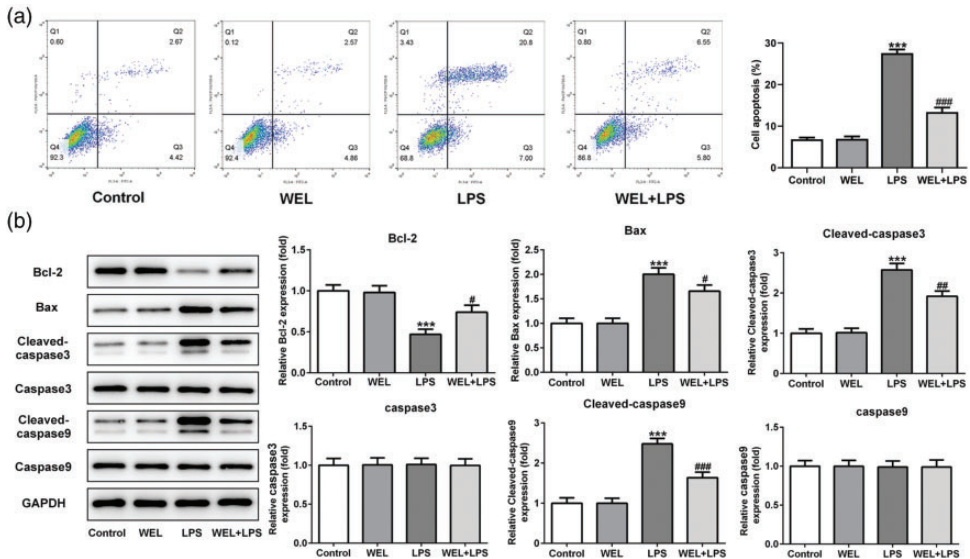 (a)
Q1
0.60
Q2
2.67
Q4
92.3
Q3
4.42
Control
Q1
0.12
Q2
2.57
Q4
92.4
Q3
4.86
WEL
Q1
3.43
Q2
20.8
Q4
68.8
Q3
7.00
LPS
Q1
0.80
Q2
6.55
Q4
86.8
Q3
5.80
WEL+LPS
Cell apoptosis (%)
30
20
10
0
***
###
Control WEL LPS WEL+LPS
(b)
Bcl-2
Bax
Cleaved-
caspase3
Caspase3
Cleaved-
caspase9
Caspase9
GAPDH
Control WEL LPS WEL+LPS
Bcl-2
Relative Bcl-2 expression (fold)
1.5
1.0
0.5
0.0
***
#
Control WEL LPS WEL+LPS
Bax
Relative Bax expression (fold)
2.5
2.0
1.5
1.0
0.5
0.0
***
#
Control WEL LPS WEL+LPS
Cleaved-caspase3
Relative Cleaved-caspase3
expression (fold)
3
2
1
0
***
##
Control WEL LPS WEL+LPS
caspase3
Relative caspase3
expression (fold)
1.5
1.0
0.5
0.0
Control WEL LPS WEL+LPS
Cleaved-caspase9
Relative Cleaved-caspase9
expression (fold)
3
2
1
0
***
###
Control WEL LPS WEL+LPS
caspase9
Relative caspase9
expression (fold)
1.5
1.0
0.5
0.0
Control WEL LPS WEL+LPS